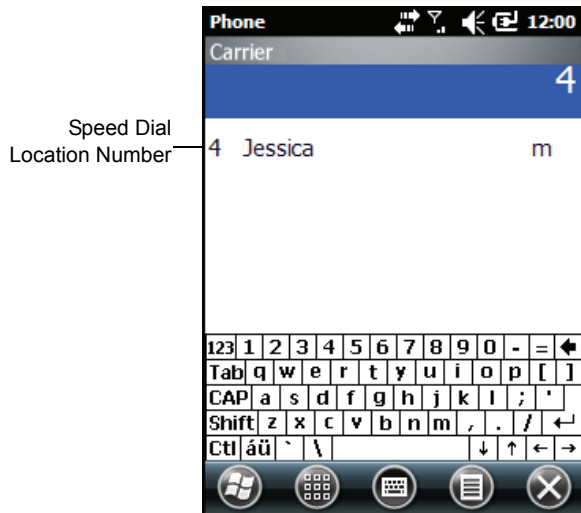 Phone 12:00
Carrier
4
Speed Dial
Location Number
4 Jessica m
123 1 2 3 4 5 6 7 8 9 0 - =
Tab q w e r t y u i o p [ ]
CAP a s d f g h j k l ; '
Shift z x c v b n m , . /
Ctl áü ` \